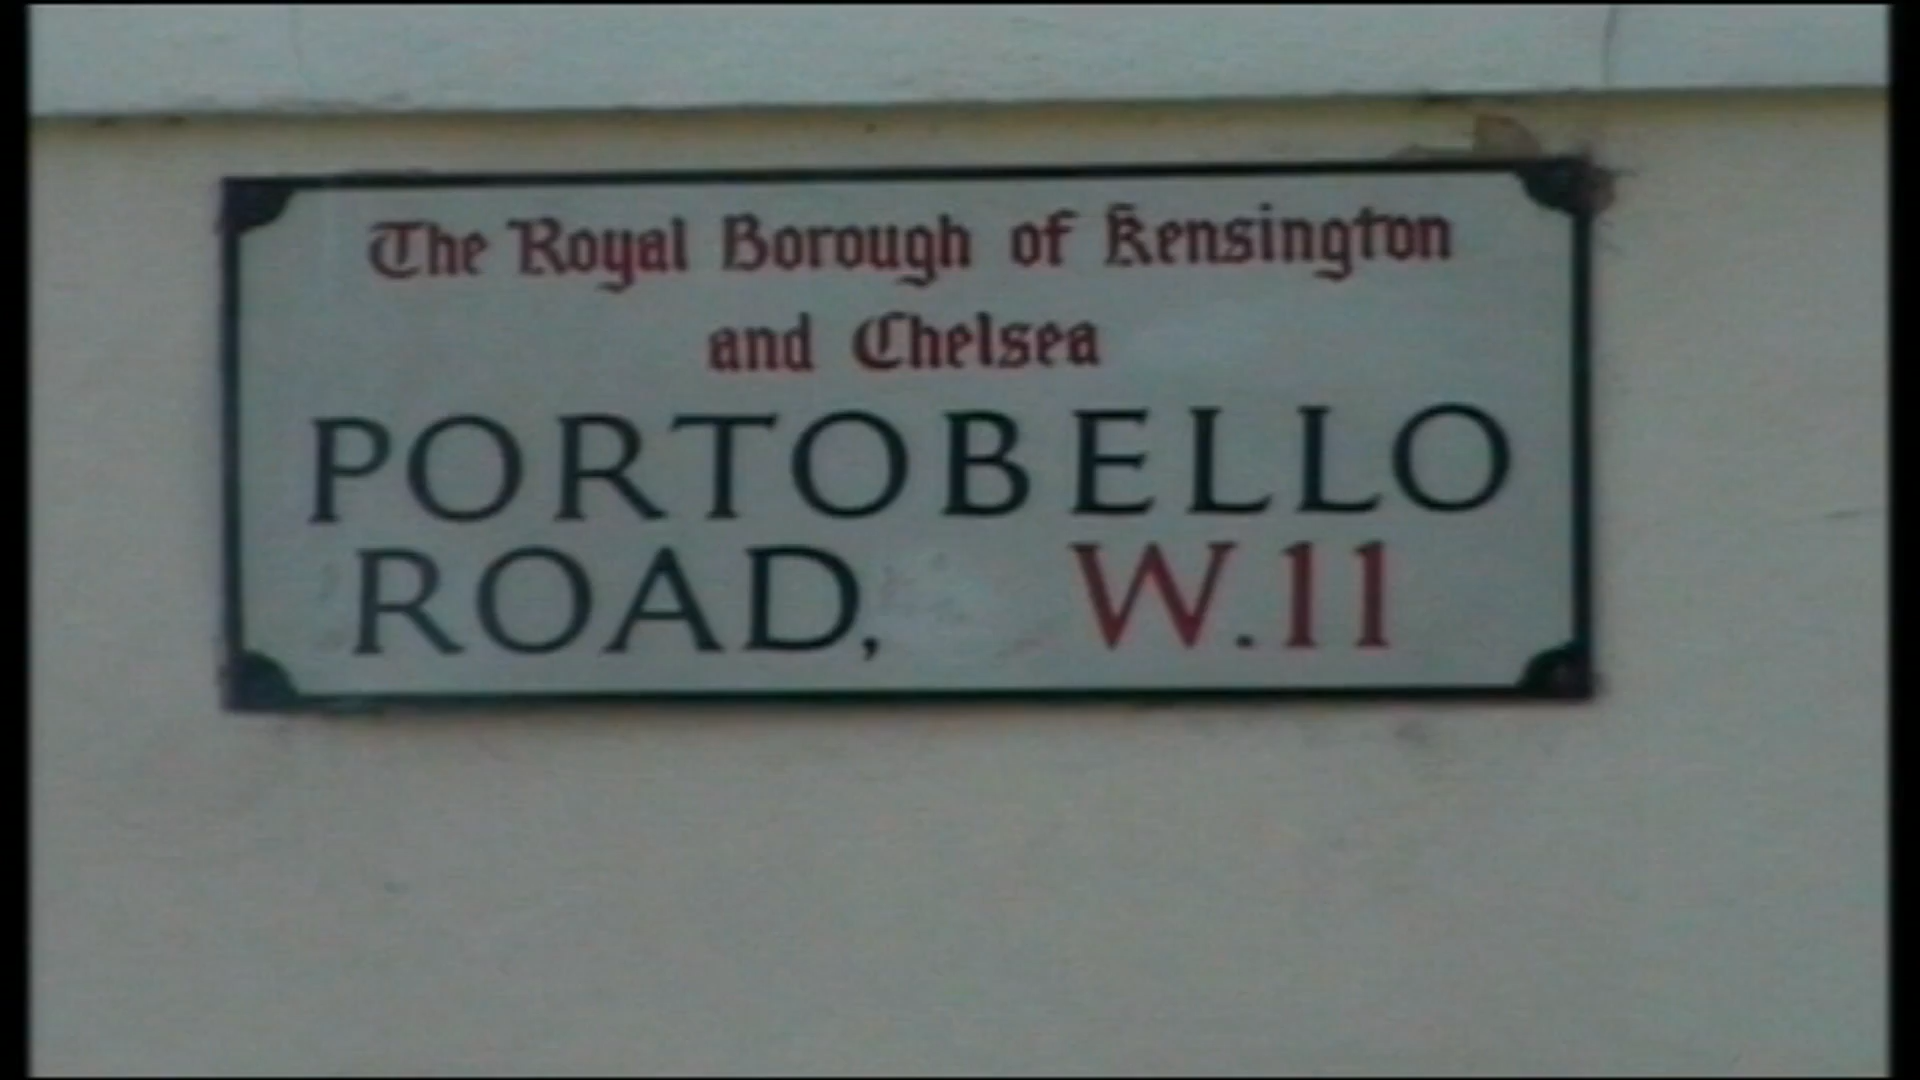 The Royal Borough of Kensington
and Chelsea
PORTOBELLO
ROAD, W.11